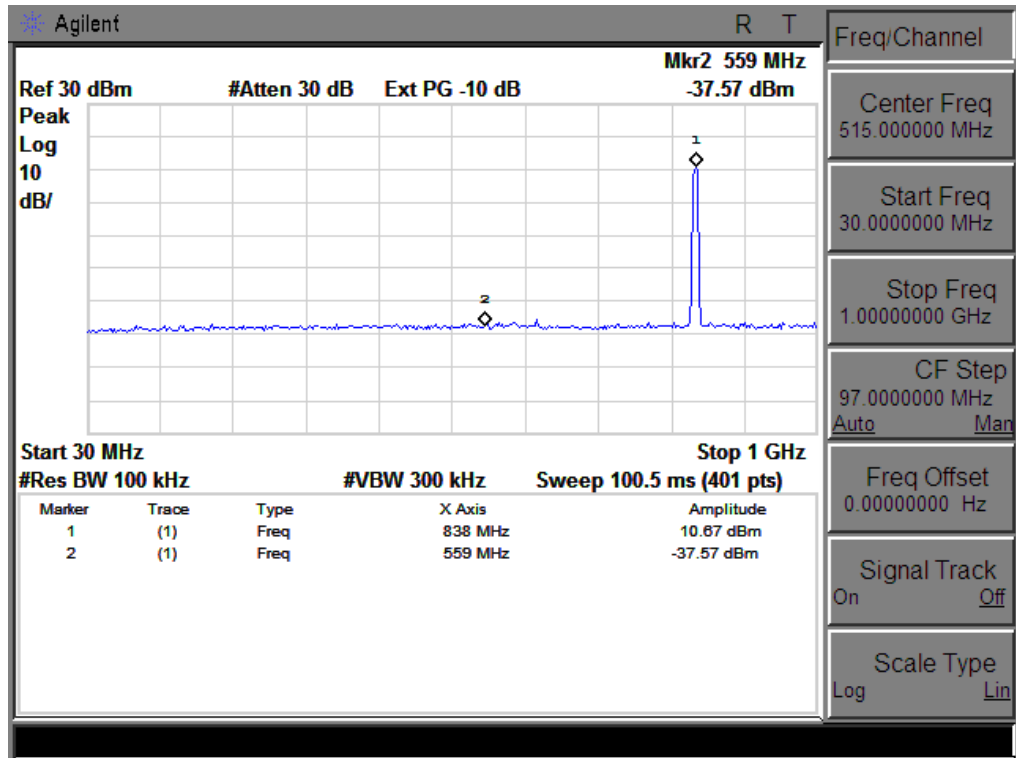 Agilent R T
Mkr2 559 MHz
Ref 30 dBm #Atten 30 dB Ext PG -10 dB -37.57 dBm
Peak
Log
10
dB/
1
2
Start 30 MHz Stop 1 GHz
#Res BW 100 kHz #VBW 300 kHz Sweep 100.5 ms (401 pts)
Marker Trace Type X Axis Amplitude
1 (1) Freq 838 MHz 10.67 dBm
2 (1) Freq 559 MHz -37.57 dBm
Freq/Channel
Center Freq
515.000000 MHz
Start Freq
30.0000000 MHz
Stop Freq
1.00000000 GHz
CF Step
97.0000000 MHz
Auto Man
Freq Offset
0.00000000 Hz
Signal Track
On Off
Scale Type
Log Lin